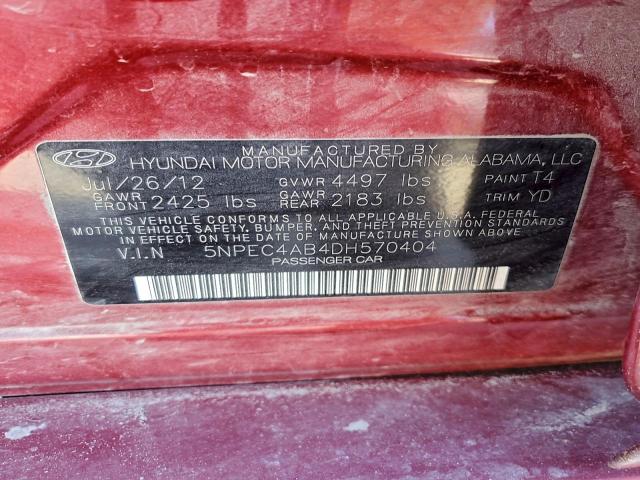 MANUFACTURED BY
HYUNDAI MOTOR MANUFACTURING ALABAMA, LLC
Jul/26/12 GVWR 4497 lbs PAINT T4
GAWR FRONT 2425 lbs GAWR REAR 2183 lbs TRIM YD
THIS VEHICLE CONFORMS TO ALL APPLICABLE U.S.A. FEDERAL
MOTOR VEHICLE SAFETY, BUMPER, AND THEFT PREVENTION STANDARDS
IN EFFECT ON THE DATE OF MANUFACTURE SHOWN ABOVE.
V.I.N 5NPEC4AB4DH570404
PASSENGER CAR